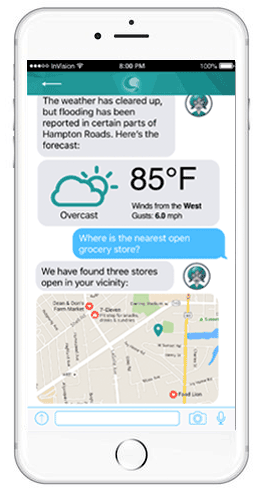 InVision
8:00 PM
100%
The weather has cleared up,
but flooding has been
reported in certain parts of
Hampton Roads. Here's the
forecast:
85°F
Overcast
Winds from the West
Gusts: 6.0 mph
Where is the nearest open
grocery store?
We have found three stores
open in your vicinity:
Dean & Don's
Farm Market
7-Eleven
Food Lion